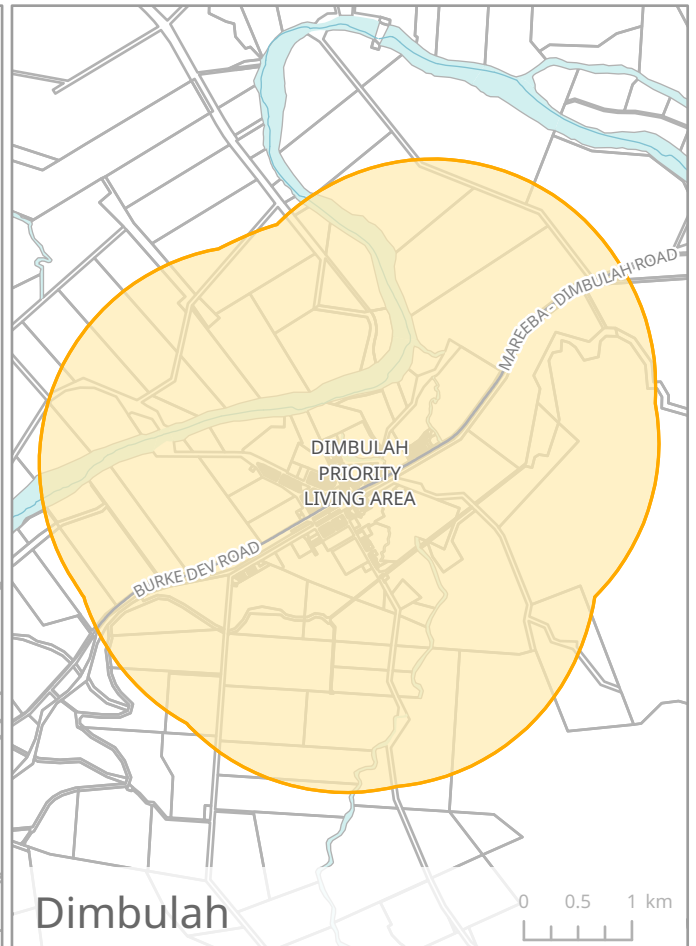 MAREEBA - DIMBULAH ROAD
DIMBULAH
PRIORITY
LIVING AREA
BURKE DEV ROAD
Dimbulah
0 0.5 1 km